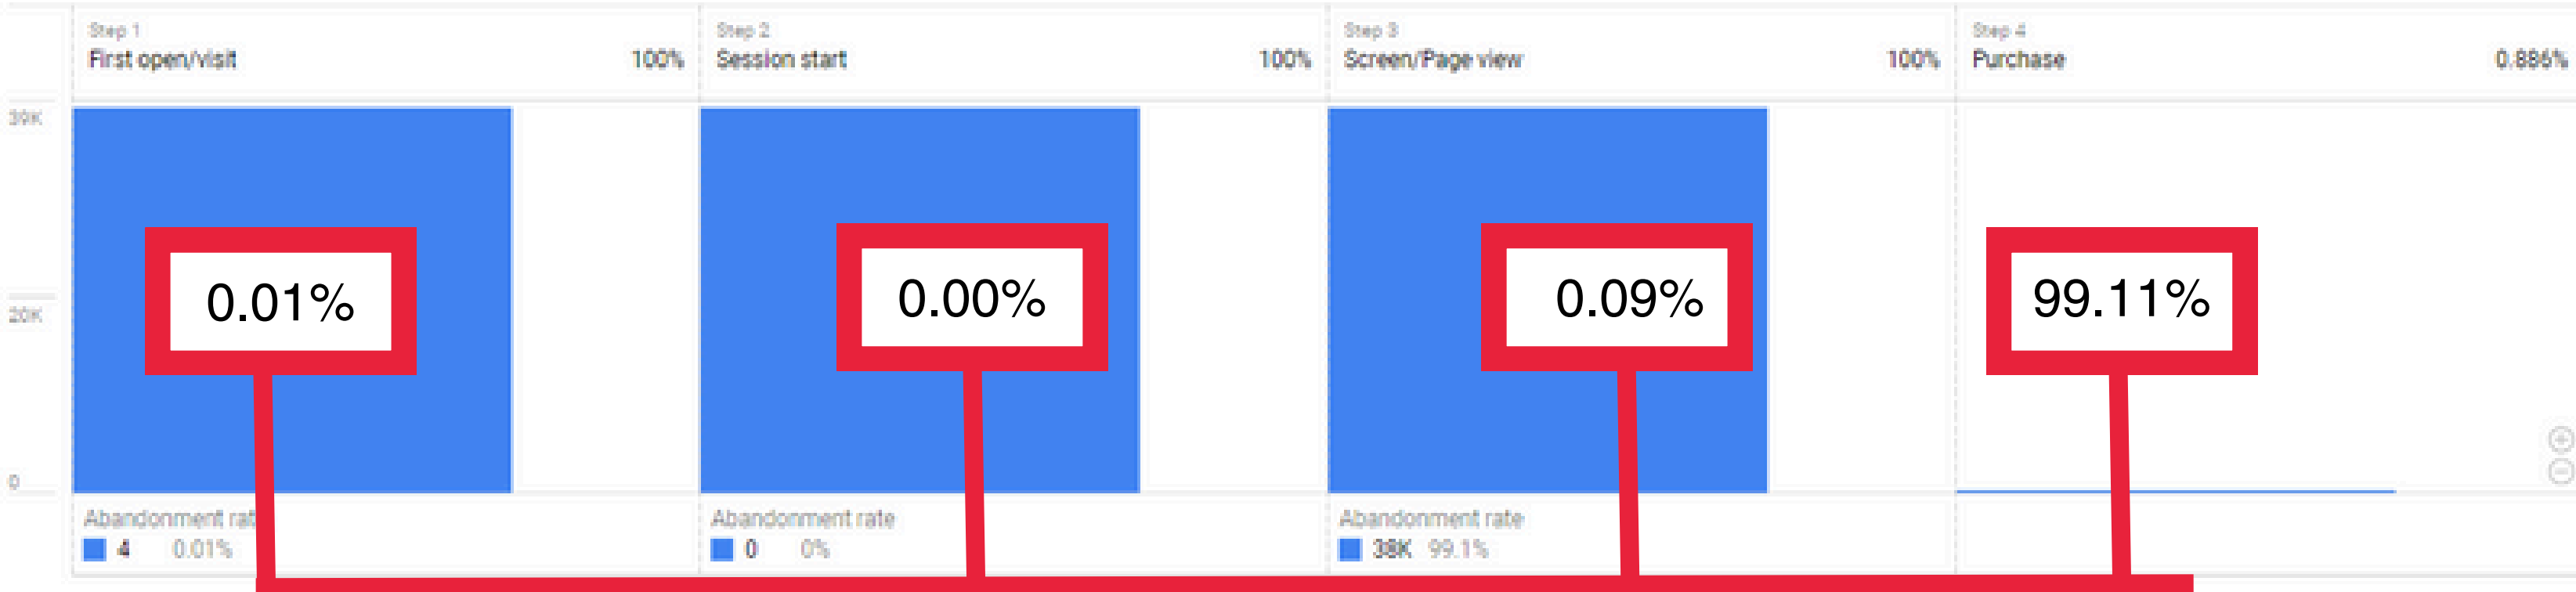 Step 1
First open/visit 100%
Step 2
Session start 100%
Step 3
Screen/Page view 100%
Step 4
Purchase 0.886%
39K
20K
0
0.01%
0.00%
0.09%
99.11%
Abandonment rat
4 0.01%
Abandonment rate
0 0%
Abandonment rate
38K 99.1%